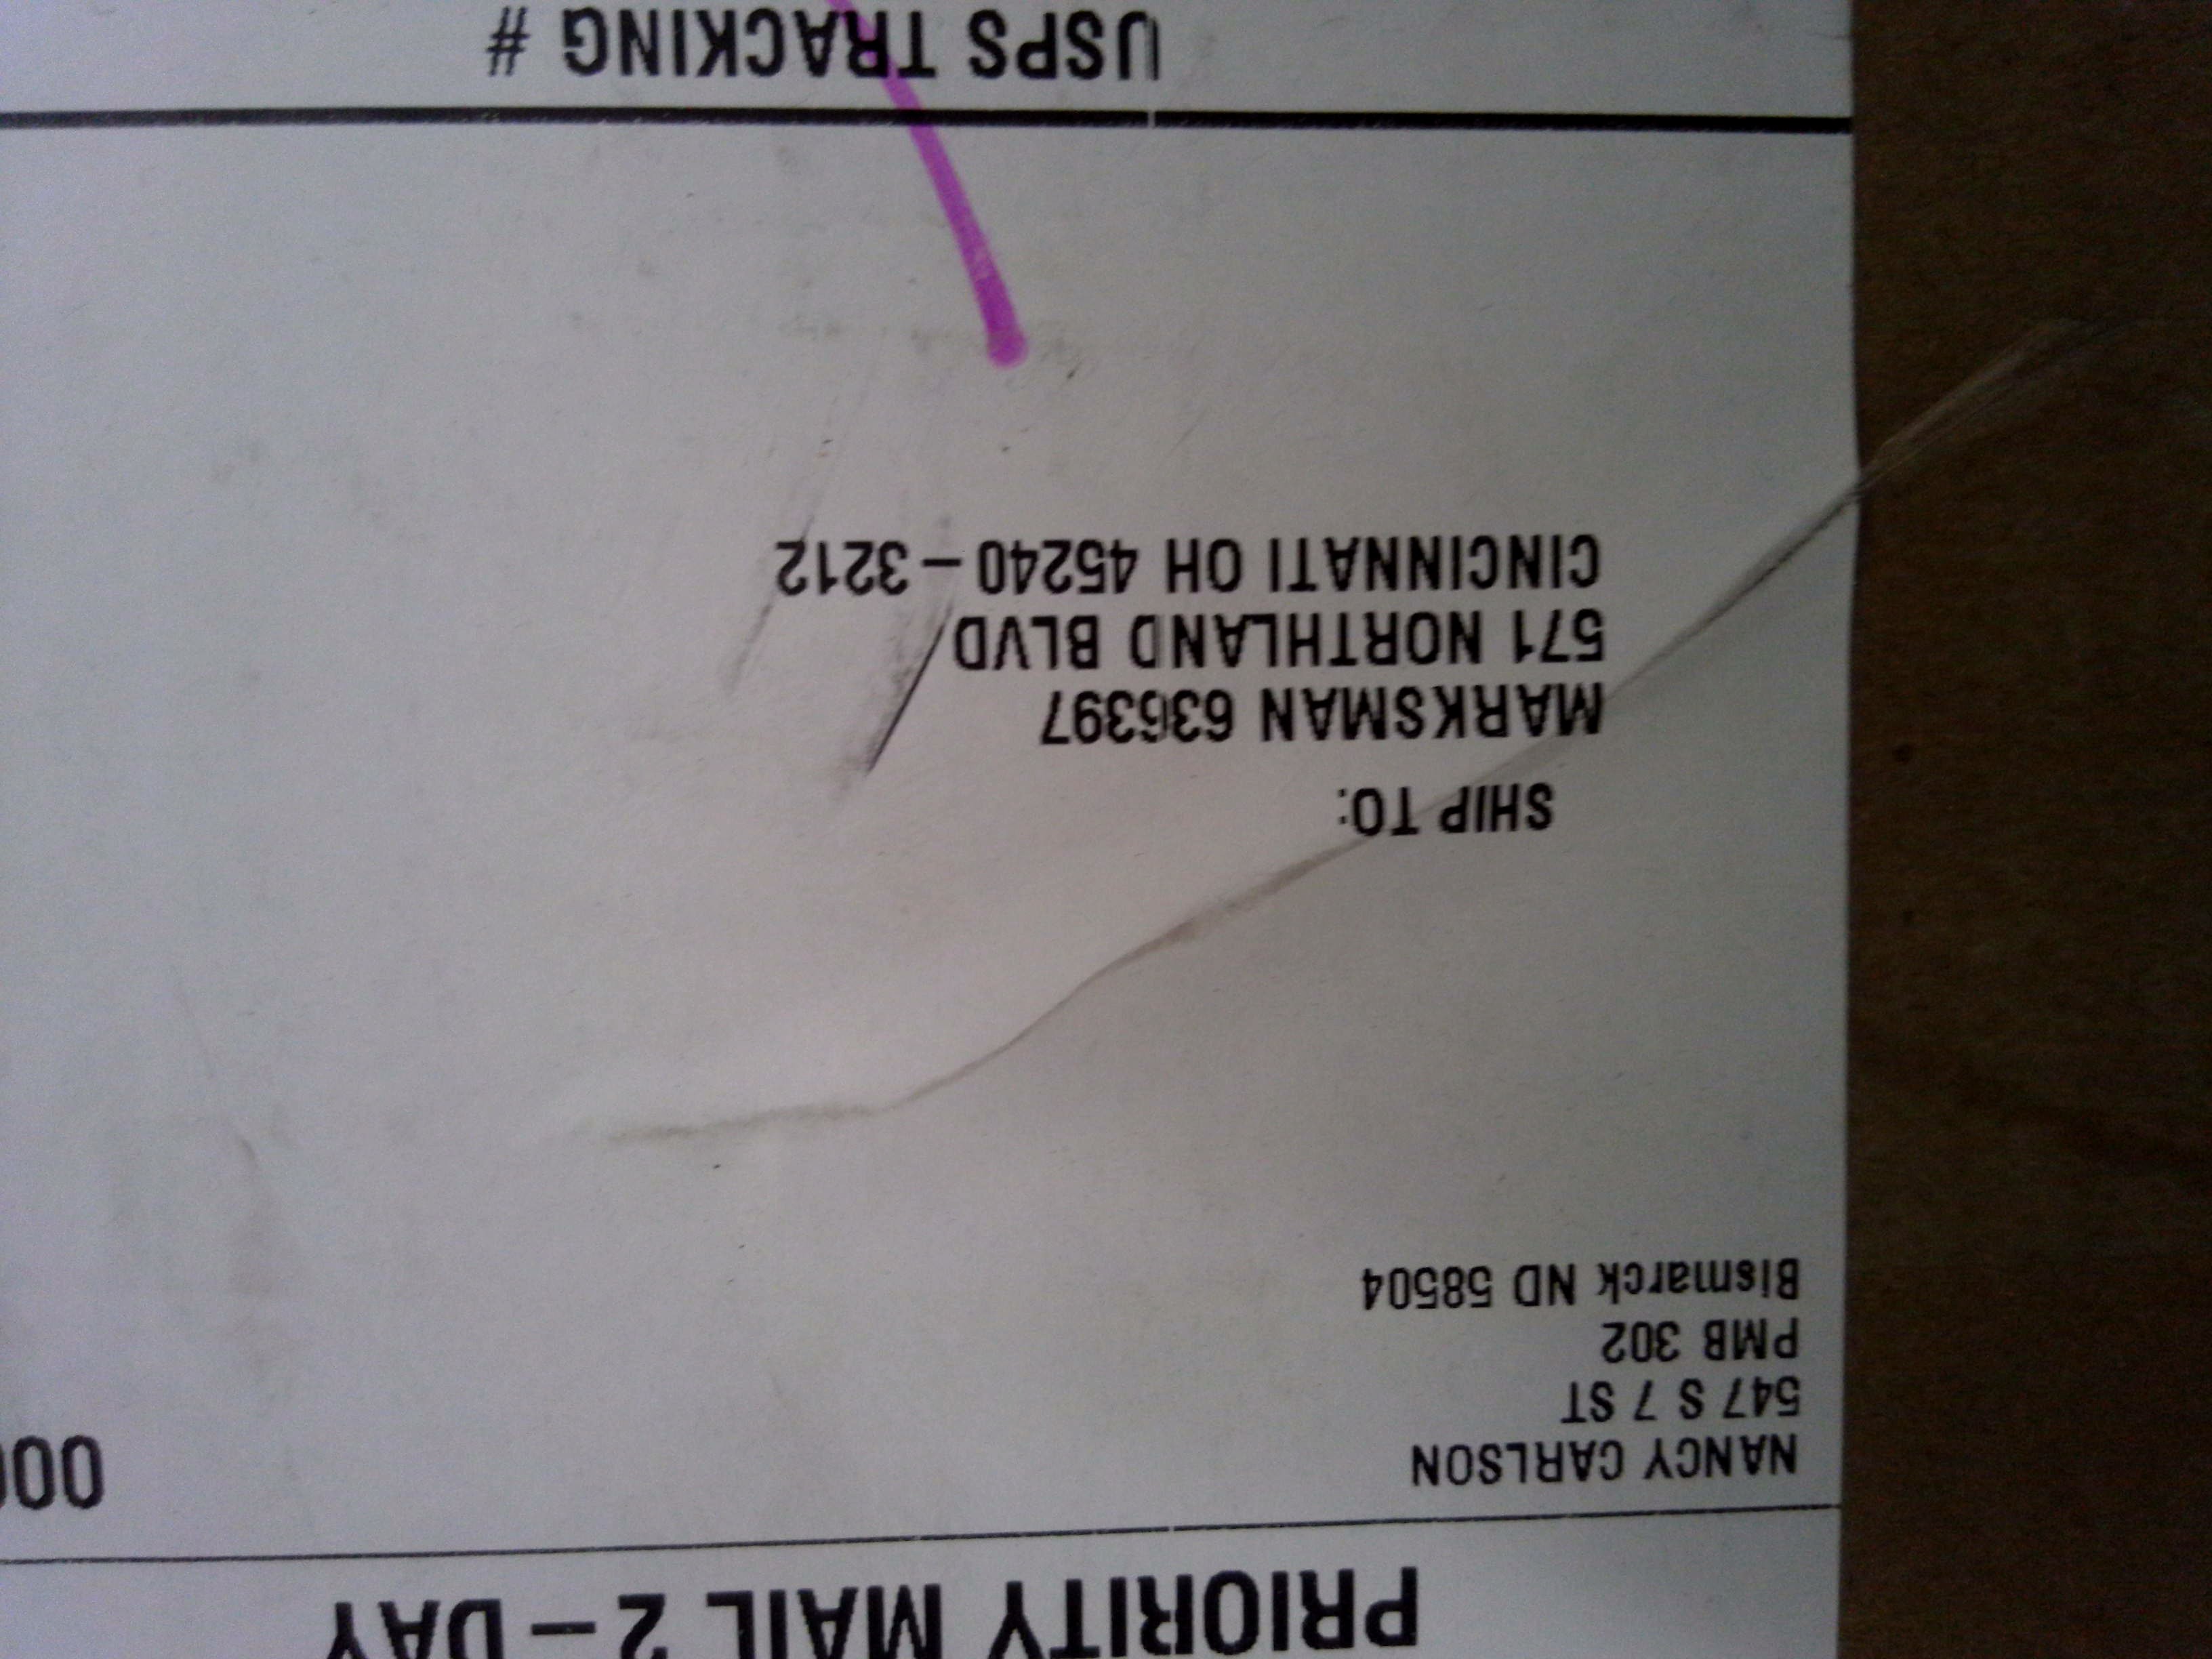 PRIORITY MAIL 2-DAY
NANCY CARLSON
547 S 7 ST
PMB 302
Bismarck ND 58504
SHIP TO:
MARKSMAN 636397
571 NORTHLAND BLVD
CINCINNATI OH 45240-3212
USPS TRACKING #